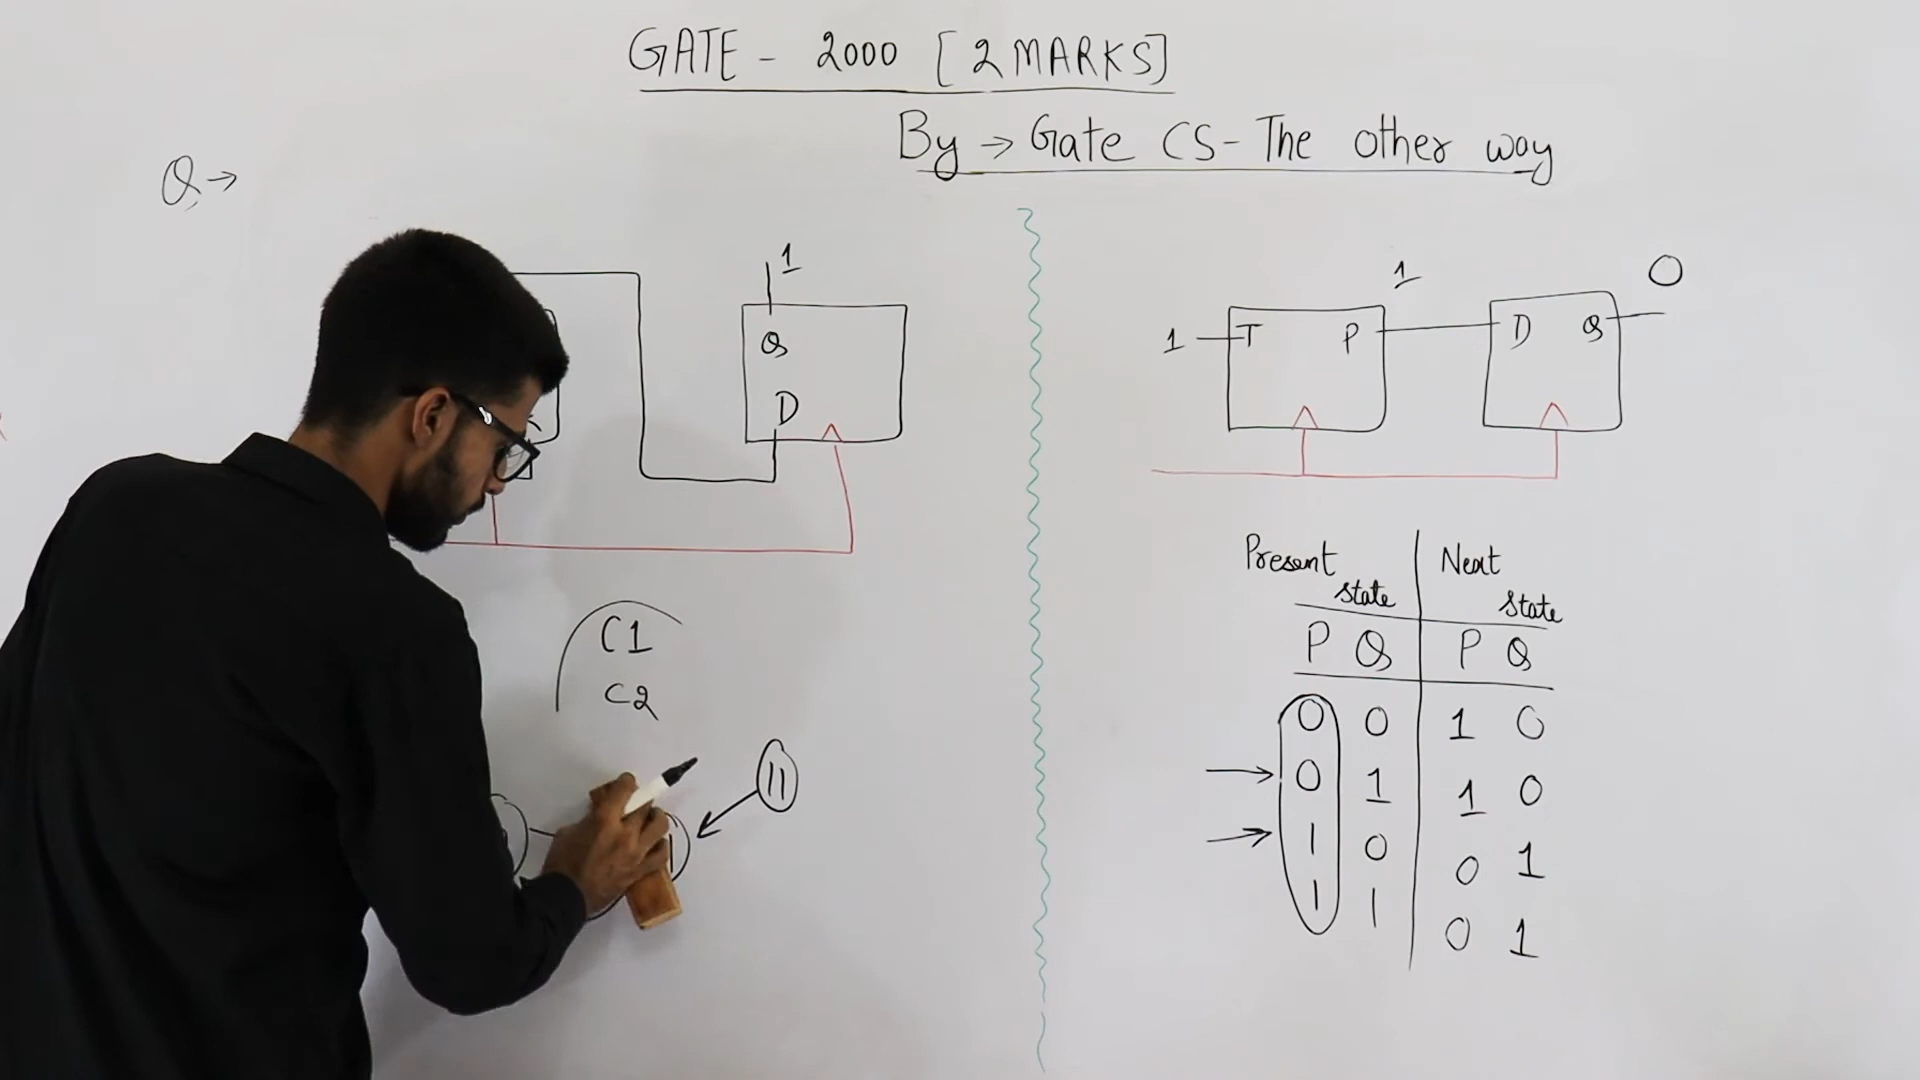 GATE - 2000 [2 MARKS]
By → Gate CS - The other way
Q →
1
Q
D
1
0
1 T P
D Q
C1
C2
11
Present state | Next state
P Q | P Q
0 0 | 1 0
0 1 | 1 0
1 0 | 0 1
1 1 | 0 1